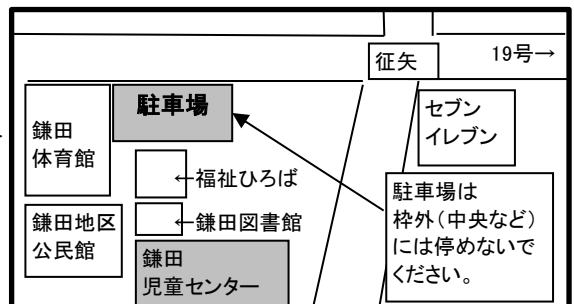 征矢
19号→
駐車場
セブン
イレブン
鎌田
体育館
←福祉ひろば
駐車場は
枠外（中央など）
には停めないで
ください。
鎌田地区
公民館
←鎌田図書館
鎌田
児童センター